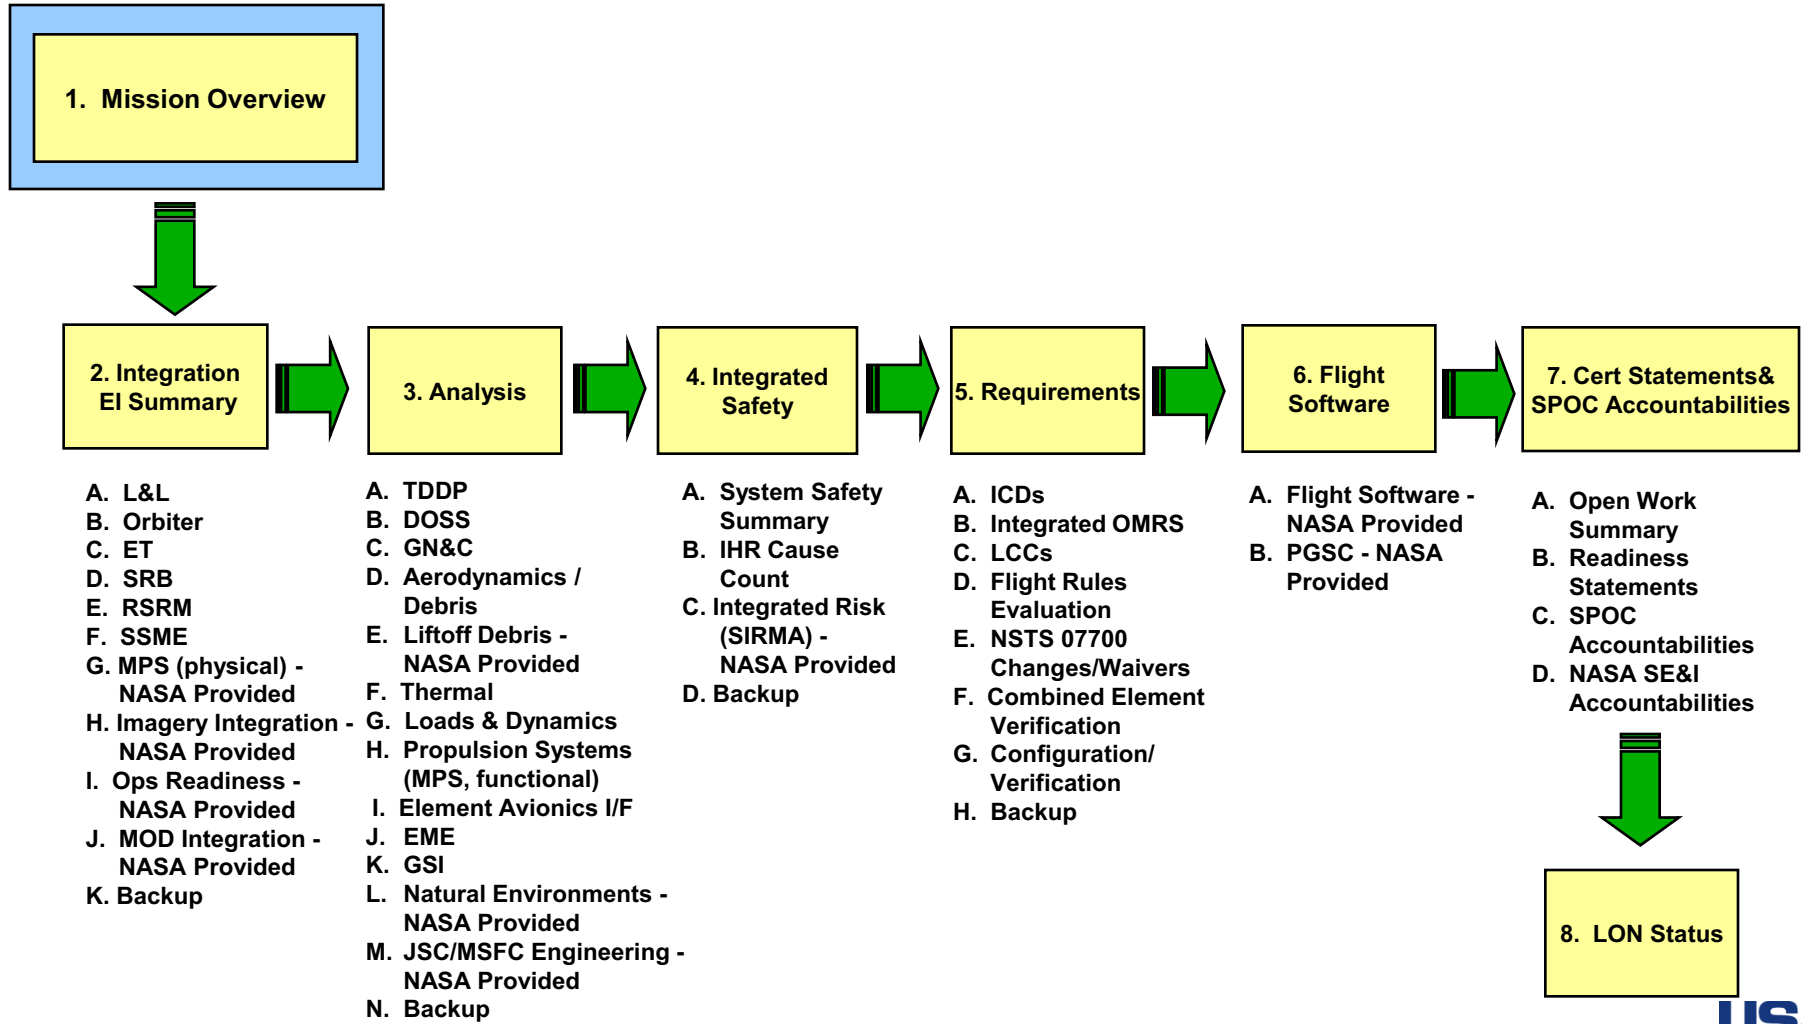 1. Mission Overview
2. Integration
EI Summary
3. Analysis
4. Integrated
Safety
5. Requirements
6. Flight
Software
7. Cert Statements&
SPOC Accountabilities
A. L&L
B. Orbiter
C. ET
D. SRB
E. RSRM
F. SSME
G. MPS (physical) -
NASA Provided
H. Imagery Integration -
NASA Provided
I. Ops Readiness -
NASA Provided
J. MOD Integration -
NASA Provided
K. Backup
A. TDDP
B. DOSS
C. GN&C
D. Aerodynamics /
Debris
E. Liftoff Debris -
NASA Provided
F. Thermal
G. Loads & Dynamics
H. Propulsion Systems
(MPS, functional)
I. Element Avionics I/F
J. EME
K. GSI
L. Natural Environments -
NASA Provided
M. JSC/MSFC Engineering -
NASA Provided
N. Backup
A. System Safety
Summary
B. IHR Cause
Count
C. Integrated Risk
(SIRMA) -
NASA Provided
D. Backup
A. ICDs
B. Integrated OMRS
C. LCCs
D. Flight Rules
Evaluation
E. NSTS 07700
Changes/Waivers
F. Combined Element
Verification
G. Configuration/
Verification
H. Backup
A. Flight Software -
NASA Provided
B. PGSC - NASA
Provided
A. Open Work
Summary
B. Readiness
Statements
C. SPOC
Accountabilities
D. NASA SE&I
Accountabilities
8. LON Status